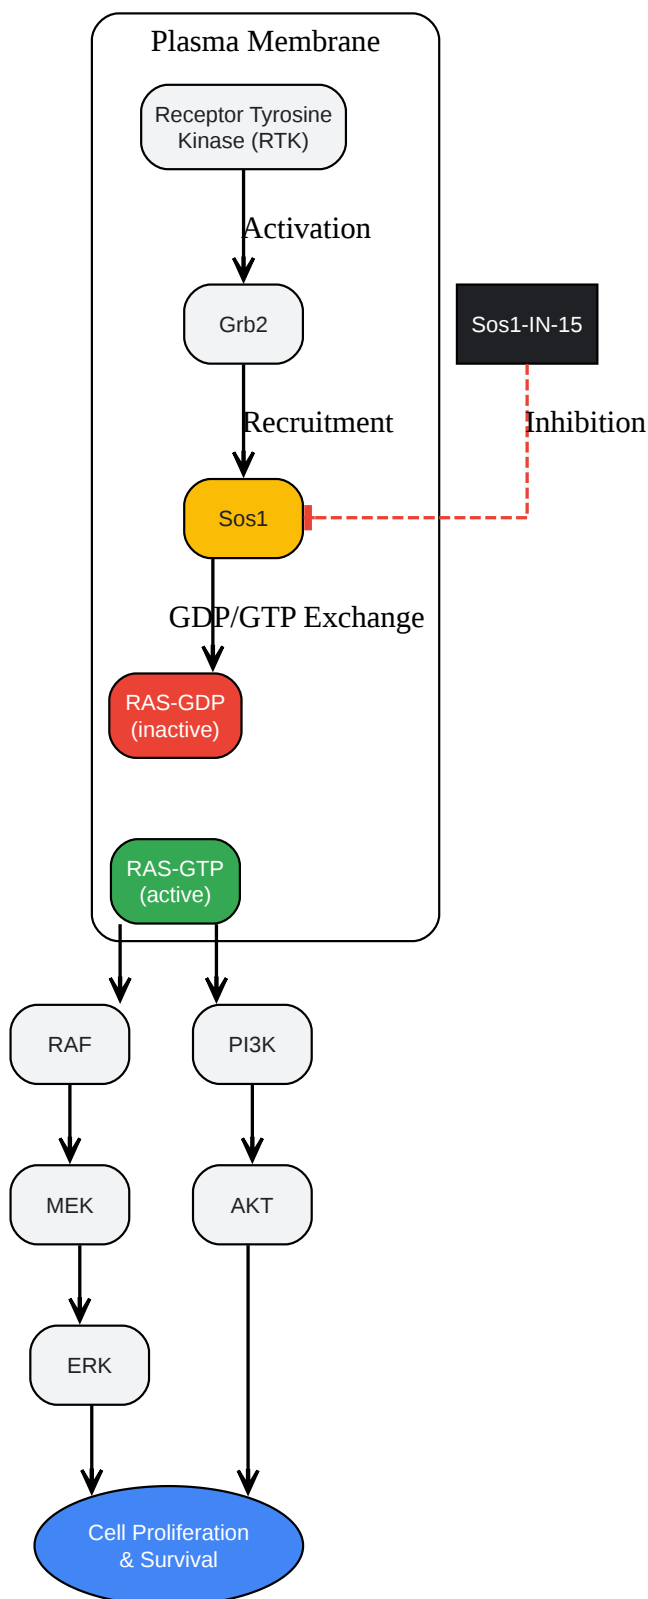 Plasma Membrane
Receptor Tyrosine
Kinase (RTK)
Activation
Grb2
Sos1-IN-15
Recruitment
Inhibition
Sos1
GDP/GTP Exchange
RAS-GDP
(inactive)
RAS-GTP
(active)
RAF
PI3K
MEK
AKT
ERK
Cell Proliferation
& Survival